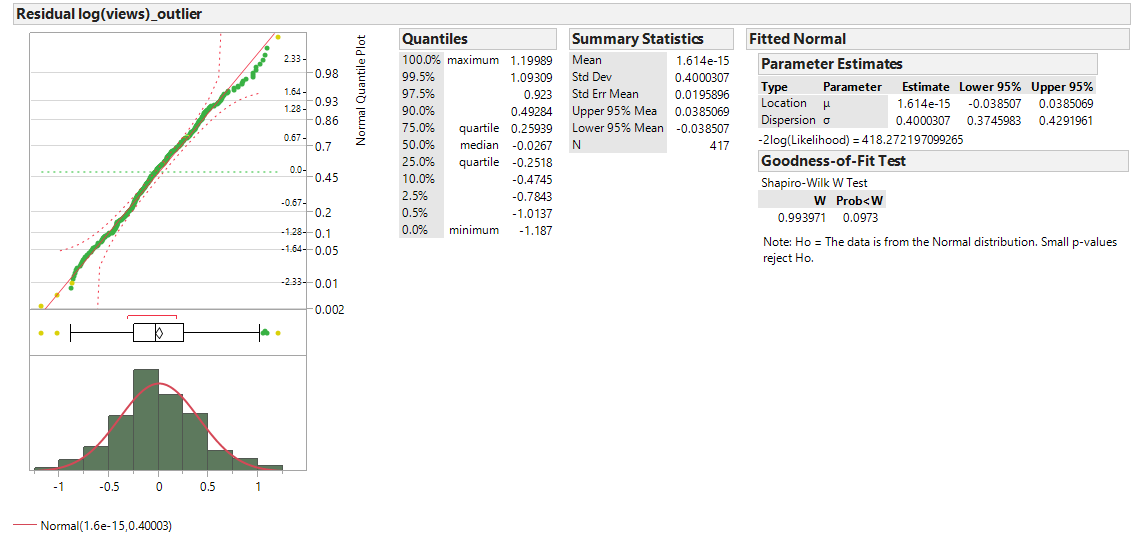 Residual log(views)_outlier
Normal Quantile Plot
2.33
1.64
1.28
0.67
0.0
-0.67
-1.28
-1.64
-2.33
0.98
0.93
0.86
0.7
0.45
0.2
0.1
0.05
0.01
0.002
-1 -0.5 0 0.5 1
Normal(1.6e-15,0.40003)
Quantiles
100.0% maximum 1.19989
99.5% 1.09309
97.5% 0.923
90.0% 0.49284
75.0% quartile 0.25939
50.0% median -0.0267
25.0% quartile -0.2518
10.0% -0.4745
2.5% -0.7843
0.5% -1.0137
0.0% minimum -1.187
Summary Statistics
Mean 1.614e-15
Std Dev 0.4000307
Std Err Mean 0.0195896
Upper 95% Mea 0.0385069
Lower 95% Mean -0.038507
N 417
Fitted Normal
Parameter Estimates
Type Parameter Estimate Lower 95% Upper 95%
Location μ 1.614e-15 -0.038507 0.0385069
Dispersion σ 0.4000307 0.3745983 0.4291961
-2log(Likelihood) = 418.272197099265
Goodness-of-Fit Test
Shapiro-Wilk W Test
W Prob<W
0.993971 0.0973
Note: Ho = The data is from the Normal distribution. Small p-values
reject Ho.